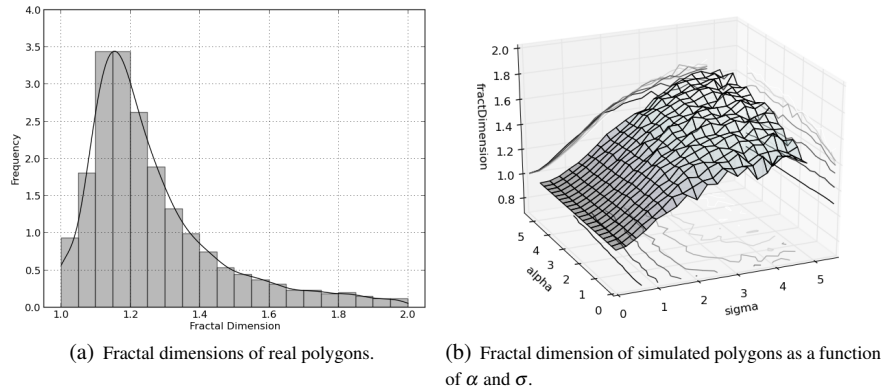 4.0
3.5
3.0
2.5
2.0
1.5
1.0
0.5
0.0
Frequency
1.0 1.2 1.4 1.6 1.8 2.0
Fractal Dimension
(a) Fractal dimensions of real polygons.
2.0
1.8
1.6
1.4
1.2
1.0
0.8
fractDimension
5
4
3
2
1
0
alpha
0 1 2 3 4 5
sigma
(b) Fractal dimension of simulated polygons as a function
of α and σ.